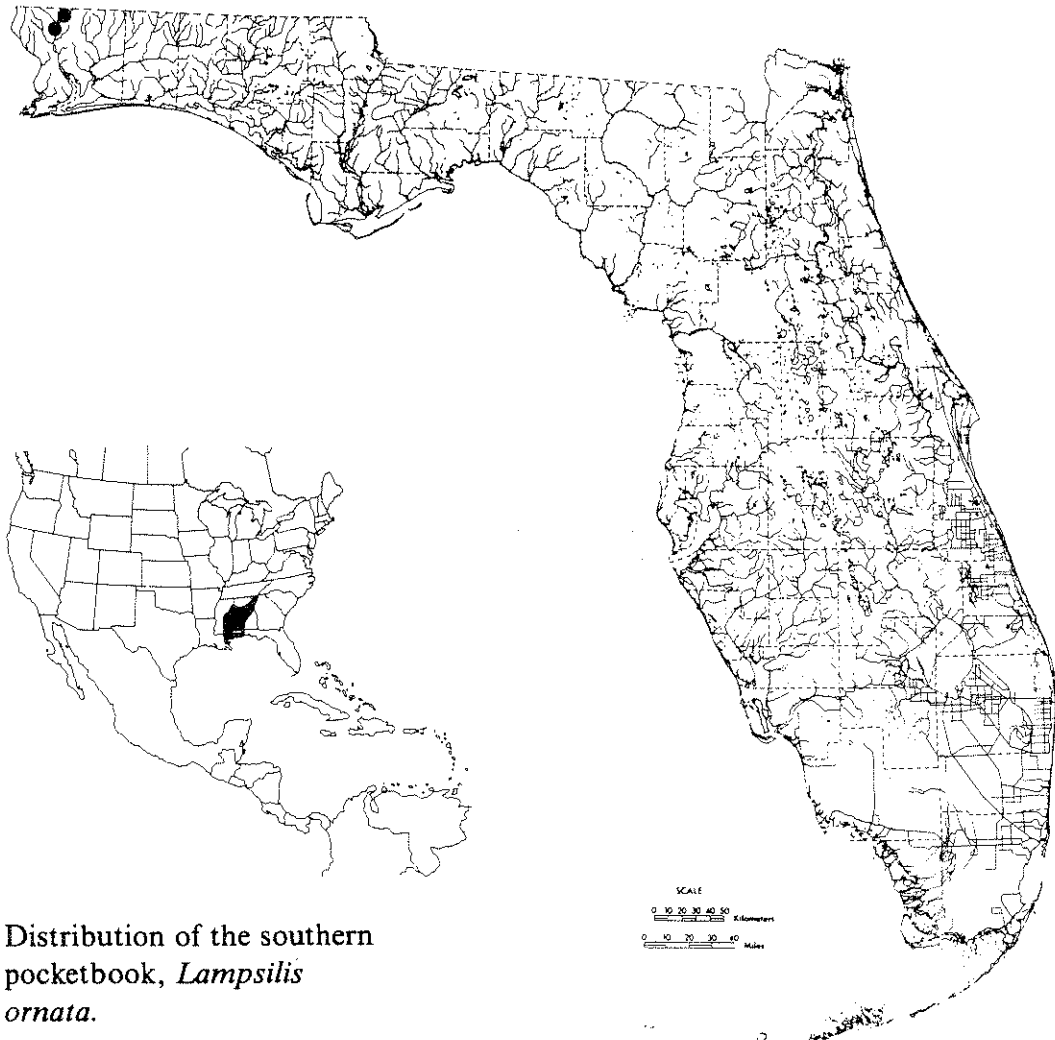 SCALE
0 10 20 30 40 50 Kilometers
0 10 20 30 40 Miles
Distribution of the southern
pocketbook, Lampsilis
ornata.